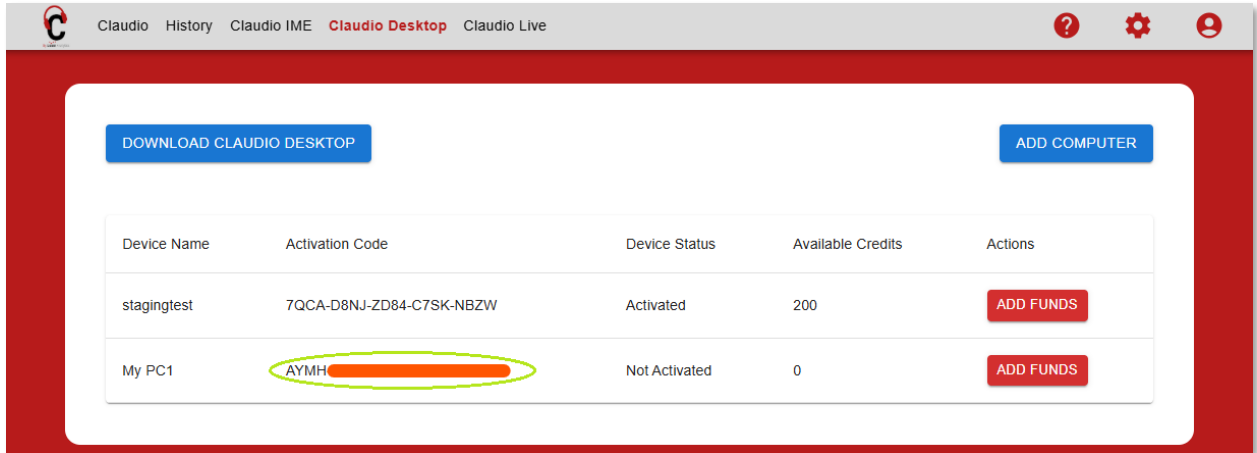 Claudio History Claudio IME Claudio Desktop Claudio Live
DOWNLOAD CLAUDIO DESKTOP ADD COMPUTER
Device Name Activation Code Device Status Available Credits Actions
stagingtest 7QCA-D8NJ-ZD84-C7SK-NBZW Activated 200 ADD FUNDS
My PC1 AYMH Not Activated 0 ADD FUNDS